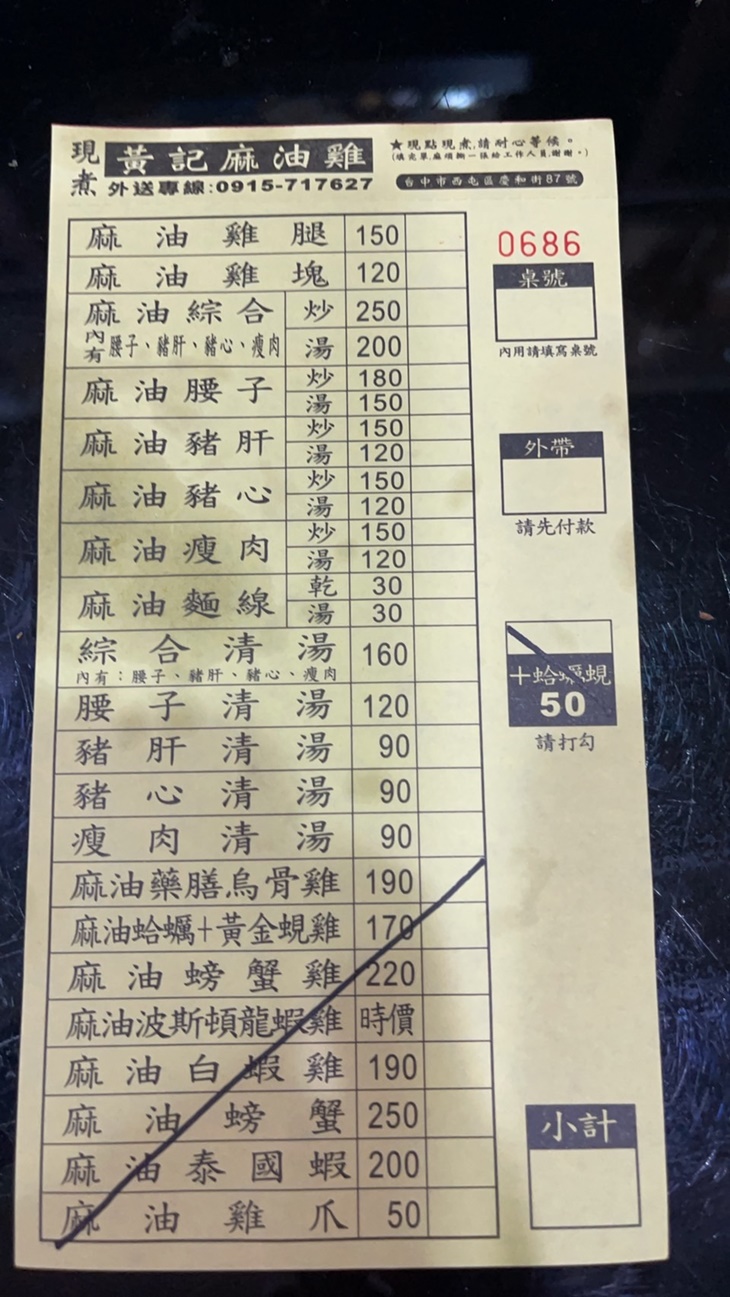 現煮 黃記麻油雞
外送專線:0915-717627
★現點現煮,請耐心等候。
(填完單,麻煩撕一張給工作人員,謝謝。)
台中市西屯區慶和街87號
0686
桌號
內用請填寫桌號
外帶
請先付款
十蛤蠣蜆
50
請打勾
小計
麻油雞腿 150
麻油雞塊 120
麻油綜合 炒 250
內有 腰子、豬肝、豬心、瘦肉 湯 200
麻油腰子 炒 180
湯 150
麻油豬肝 炒 150
湯 120
麻油豬心 炒 150
湯 120
麻油瘦肉 炒 150
湯 120
麻油麵線 乾 30
湯 30
綜合清湯 160
內有：腰子、豬肝、豬心、瘦肉
腰子清湯 120
豬肝清湯 90
豬心清湯 90
瘦肉清湯 90
麻油藥膳烏骨雞 190
麻油蛤蠣+黃金蜆雞 170
麻油螃蟹雞 220
麻油波斯頓龍蝦雞 時價
麻油白蝦雞 190
麻油螃蟹 250
麻油泰國蝦 200
麻油雞爪 50